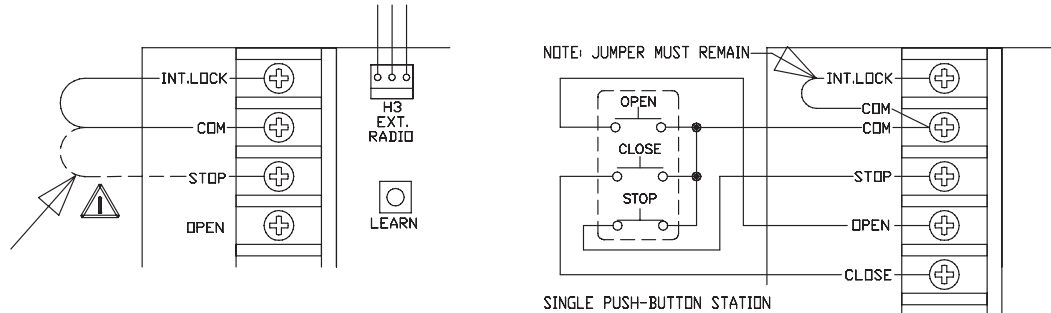 INT.LOCK
COM
STOP
OPEN
H3
EXT.
RADIO
LEARN
NOTE: JUMPER MUST REMAIN
INT.LOCK
COM
COM
STOP
OPEN
CLOSE
OPEN
CLOSE
STOP
SINGLE PUSH-BUTTON STATION